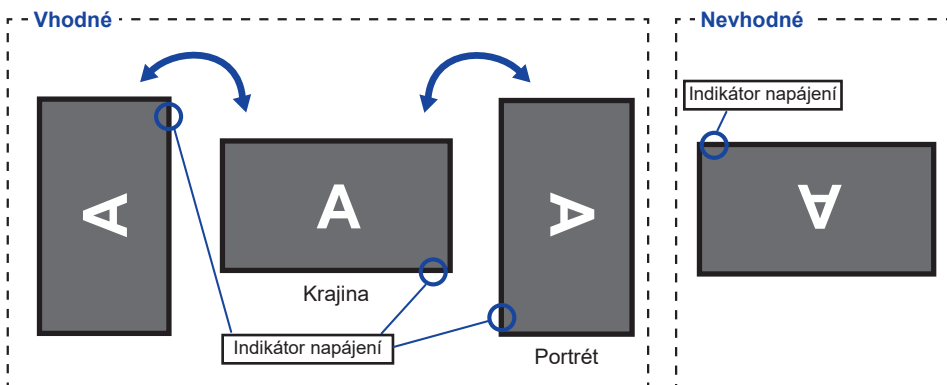 Vhodné
Nevhodné
Indikátor napájení
A
A
A
A
Krajina
Indikátor napájení
Portrét